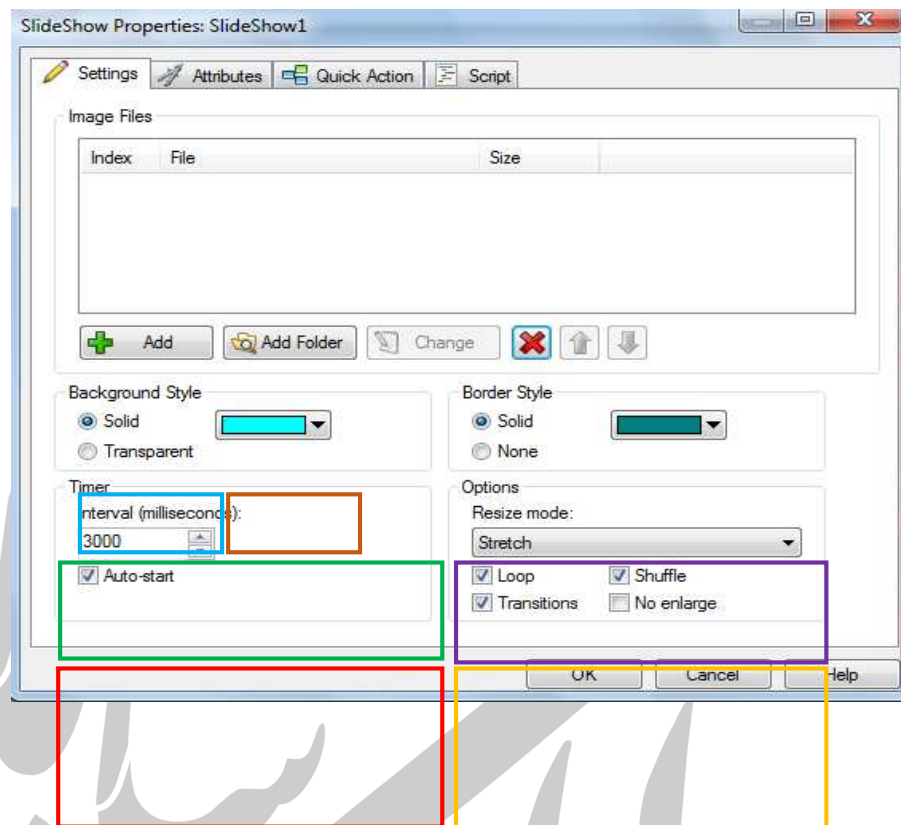 SlideShow Properties: SlideShow1
Settings Attributes Quick Action Script
Image Files
Index File Size
Add Add Folder Change
Background Style Border Style
Solid Solid
Transparent None
Timer Options
Interval (milliseconds): Resize mode:
3000 Stretch
Auto-start Loop Shuffle
Transitions No enlarge
OK Cancel Help